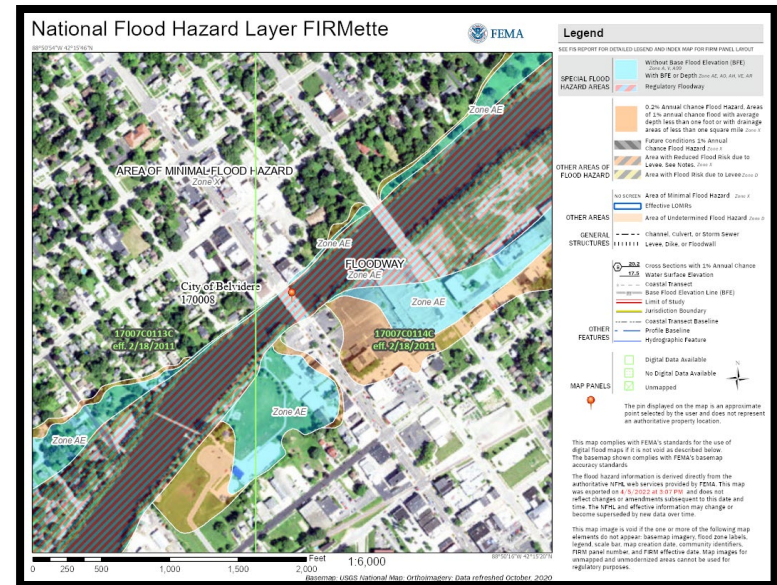 National Flood Hazard Layer FIRMette
FEMA
88°50'54"W 42°15'46"N
AREA OF MINIMAL FLOOD HAZARD
Zone X
Zone AE
Zone AE
FLOODWAY
Zone AE
Zone AE
City of Belvidere
170008
17007C0113C
eff. 2/18/2011
17007C0114C
eff. 2/18/2011
Zone AE
Zone AE
88°50'16"W 42°15'20"N
0 250 500 1,000 1,500 2,000
Feet 1:6,000
Basemap: USGS National Map: Orthoimagery: Data refreshed October, 2020
Legend
SEE FIS REPORT FOR DETAILED LEGEND AND INDEX MAP FOR FIRM PANEL LAYOUT
SPECIAL FLOOD
HAZARD AREAS
Without Base Flood Elevation (BFE)
Zone A, V, A99
With BFE or Depth Zone AE, AO, AH, VE, AR
Regulatory Floodway
OTHER AREAS OF
FLOOD HAZARD
0.2% Annual Chance Flood Hazard, Areas
of 1% annual chance flood with average
depth less than one foot or with drainage
areas of less than one square mile Zone X
Future Conditions 1% Annual
Chance Flood Hazard Zone X
Area with Reduced Flood Risk due to
Levee. See Notes. Zone X
Area with Flood Risk due to Levee Zone D
OTHER AREAS
NO SCREEN Area of Minimal Flood Hazard Zone X
Effective LOMRs
Area of Undetermined Flood Hazard Zone D
GENERAL
STRUCTURES
Channel, Culvert, or Storm Sewer
Levee, Dike, or Floodwall
OTHER
FEATURES
20.2 Cross Sections with 1% Annual Chance
17.5 Water Surface Elevation
Coastal Transect
Base Flood Elevation Line (BFE)
Limit of Study
Jurisdiction Boundary
Coastal Transect Baseline
Profile Baseline
Hydrographic Feature
MAP PANELS
Digital Data Available
No Digital Data Available
Unmapped
N
The pin displayed on the map is an approximate
point selected by the user and does not represent
an authoritative property location.
This map complies with FEMA's standards for the use of
digital flood maps if it is not void as described below.
The basemap shown complies with FEMA's basemap
accuracy standards
The flood hazard information is derived directly from the
authoritative NFHL web services provided by FEMA. This map
was exported on 4/5/2022 at 3:07 PM and does not
reflect changes or amendments subsequent to this date and
time. The NFHL and effective information may change or
become superseded by new data over time.
This map image is void if the one or more of the following map
elements do not appear: basemap imagery, flood zone labels,
legend, scale bar, map creation date, community identifiers,
FIRM panel number, and FIRM effective date. Map images for
unmapped and unmodernized areas cannot be used for
regulatory purposes.